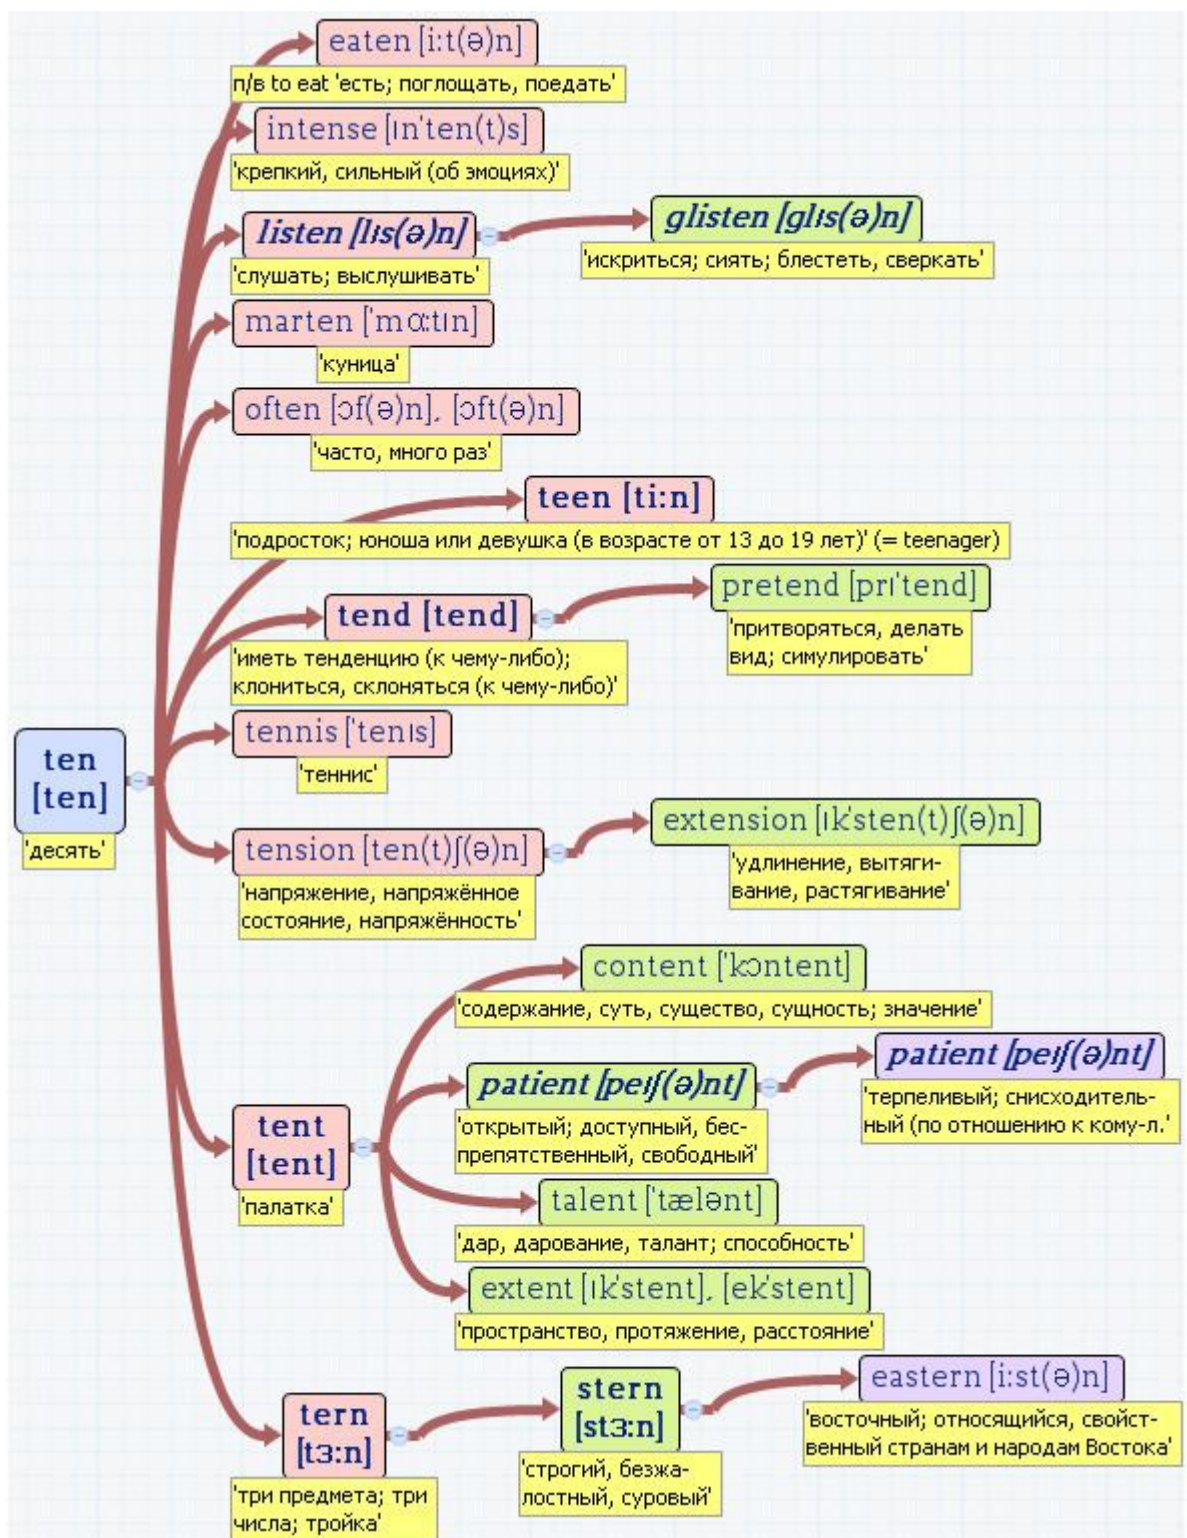 eaten [i:t(ə)n]
п/в to eat 'есть; поглощать, поедать'
intense [ɪn'ten(t)s]
'крепкий, сильный (об эмоциях)'
listen [lɪs(ə)n]
'слушать; выслушивать'
glisten [glɪs(ə)n]
'искриться; сиять; блестеть, сверкать'
marten ['mɑ:tɪn]
'куница'
often [ɔf(ə)n], [ɔft(ə)n]
'часто, много раз'
teen [ti:n]
'подросток; юноша или девушка (в возрасте от 13 до 19 лет)' (= teenager)
tend [tend]
'иметь тенденцию (к чему-либо);
клониться, склоняться (к чему-либо)'
pretend [prɪ'tend]
'притворяться, делать
вид; симулировать'
tennis ['tenɪs]
'теннис'
ten
[ten]
'десять'
tension [ten(t)ʃ(ə)n]
'напряжение, напряжённое
состояние, напряжённость'
extension [ɪk'sten(t)ʃ(ə)n]
'удлинение, вытяги-
вание, растягивание'
tent
[tent]
'палатка'
content ['kɔntent]
'содержание, суть, существо, сущность; значение'
patient [peɪʃ(ə)nt]
'открытый; доступный, бес-
препятственный, свободный'
patient [peɪʃ(ə)nt]
'терпеливый; снисходитель-
ный (по отношению к кому-л.'
talent ['tælənt]
'дар, дарование, талант; способность'
extent [ɪk'stent], [ek'stent]
'пространство, протяжение, расстояние'
tern
[tɜ:n]
'три предмета; три
числа; тройка'
stern
[stɜ:n]
'строгий, безжа-
лостный, суровый'
eastern [i:st(ə)n]
'восточный; относящийся, свойст-
венный странам и народам Востока'